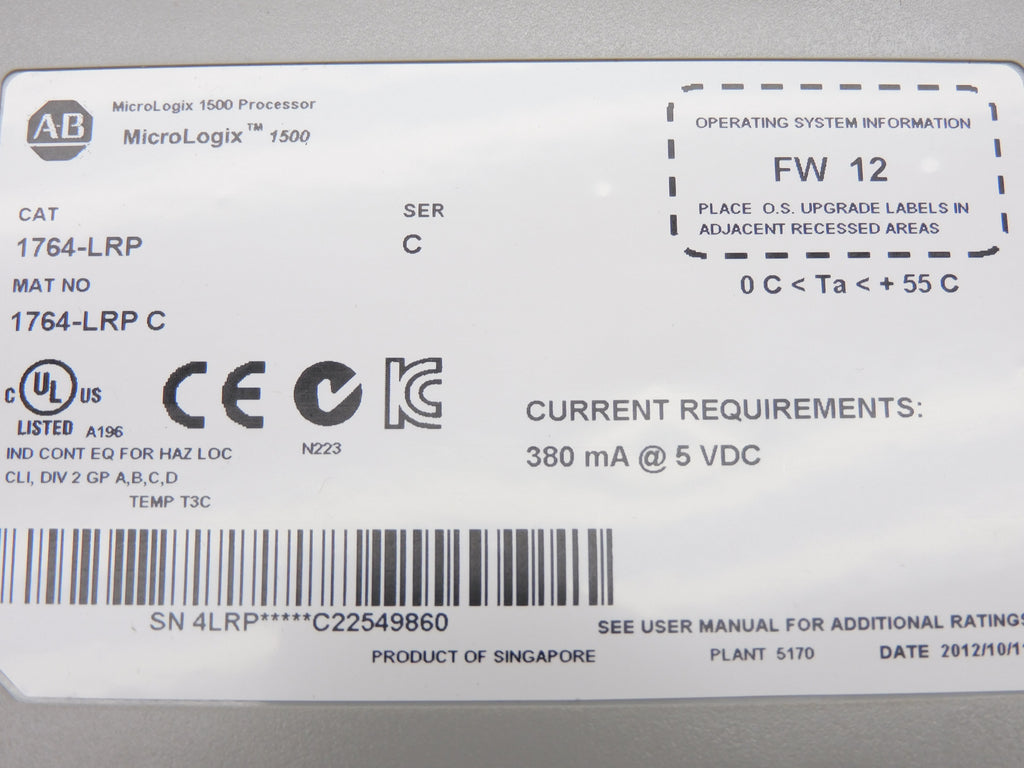 AB
MicroLogix 1500 Processor
MicroLogix™ 1500
OPERATING SYSTEM INFORMATION
FW 12
PLACE O.S. UPGRADE LABELS IN
ADJACENT RECESSED AREAS
0 C < Ta < + 55 C
CAT
SER
1764-LRP
C
MAT NO
1764-LRP C
C UL US
LISTED A196
CE
N223
KC
IND CONT EQ FOR HAZ LOC
CLI, DIV 2 GP A,B,C,D
TEMP T3C
CURRENT REQUIREMENTS:
380 mA @ 5 VDC
SN 4LRP*****C22549860
SEE USER MANUAL FOR ADDITIONAL RATINGS
PRODUCT OF SINGAPORE
PLANT 5170
DATE 2012/10/1